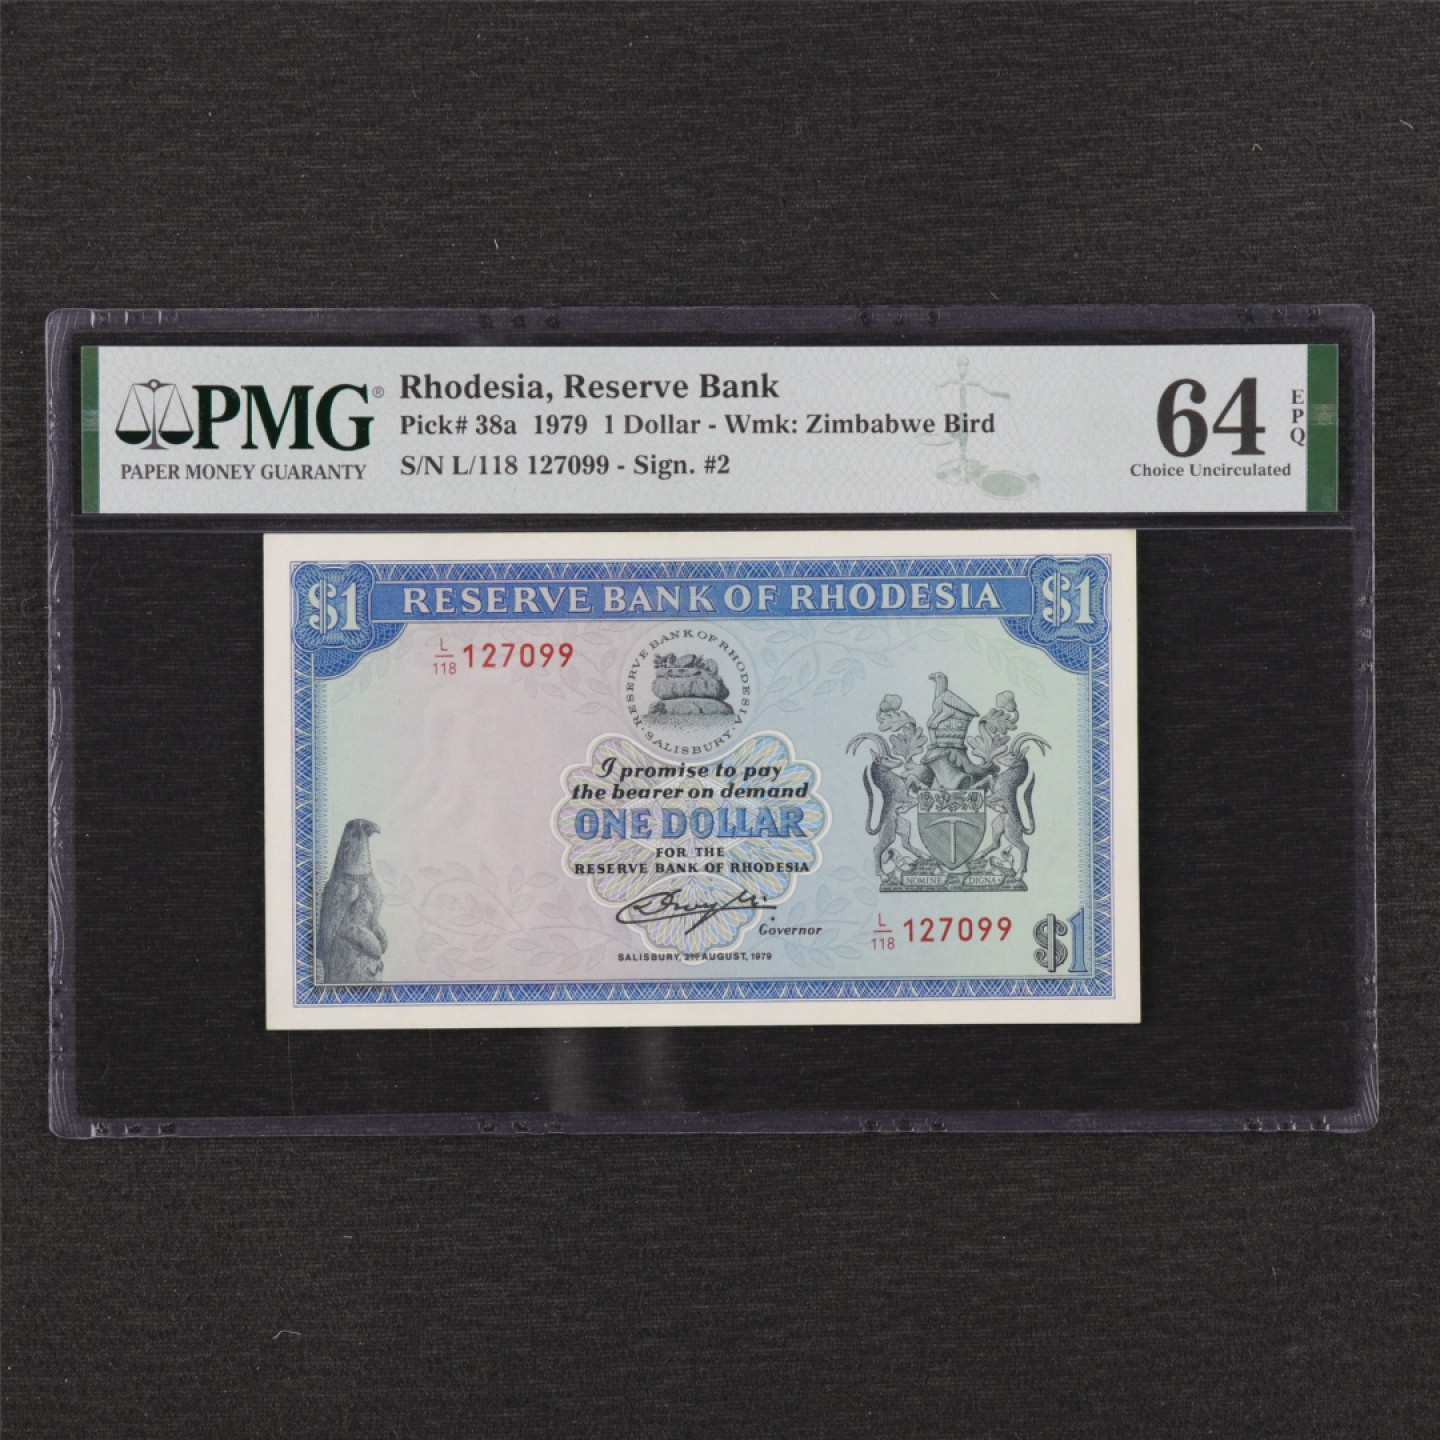 PMG®
PAPER MONEY GUARANTY
Rhodesia, Reserve Bank
Pick# 38a 1979 1 Dollar - Wmk: Zimbabwe Bird
S/N L/118 127099 - Sign. #2
64
EPQ
Choice Uncirculated
$1
RESERVE BANK OF RHODESIA
$1
L/118 127099
RESERVE BANK OF RHODESIA
· SALISBURY ·
I promise to pay
the bearer on demand
ONE DOLLAR
FOR THE
RESERVE BANK OF RHODESIA
Governor
SALISBURY, 2ND AUGUST, 1979
NOMINE DIGNA
L/118 127099
$1